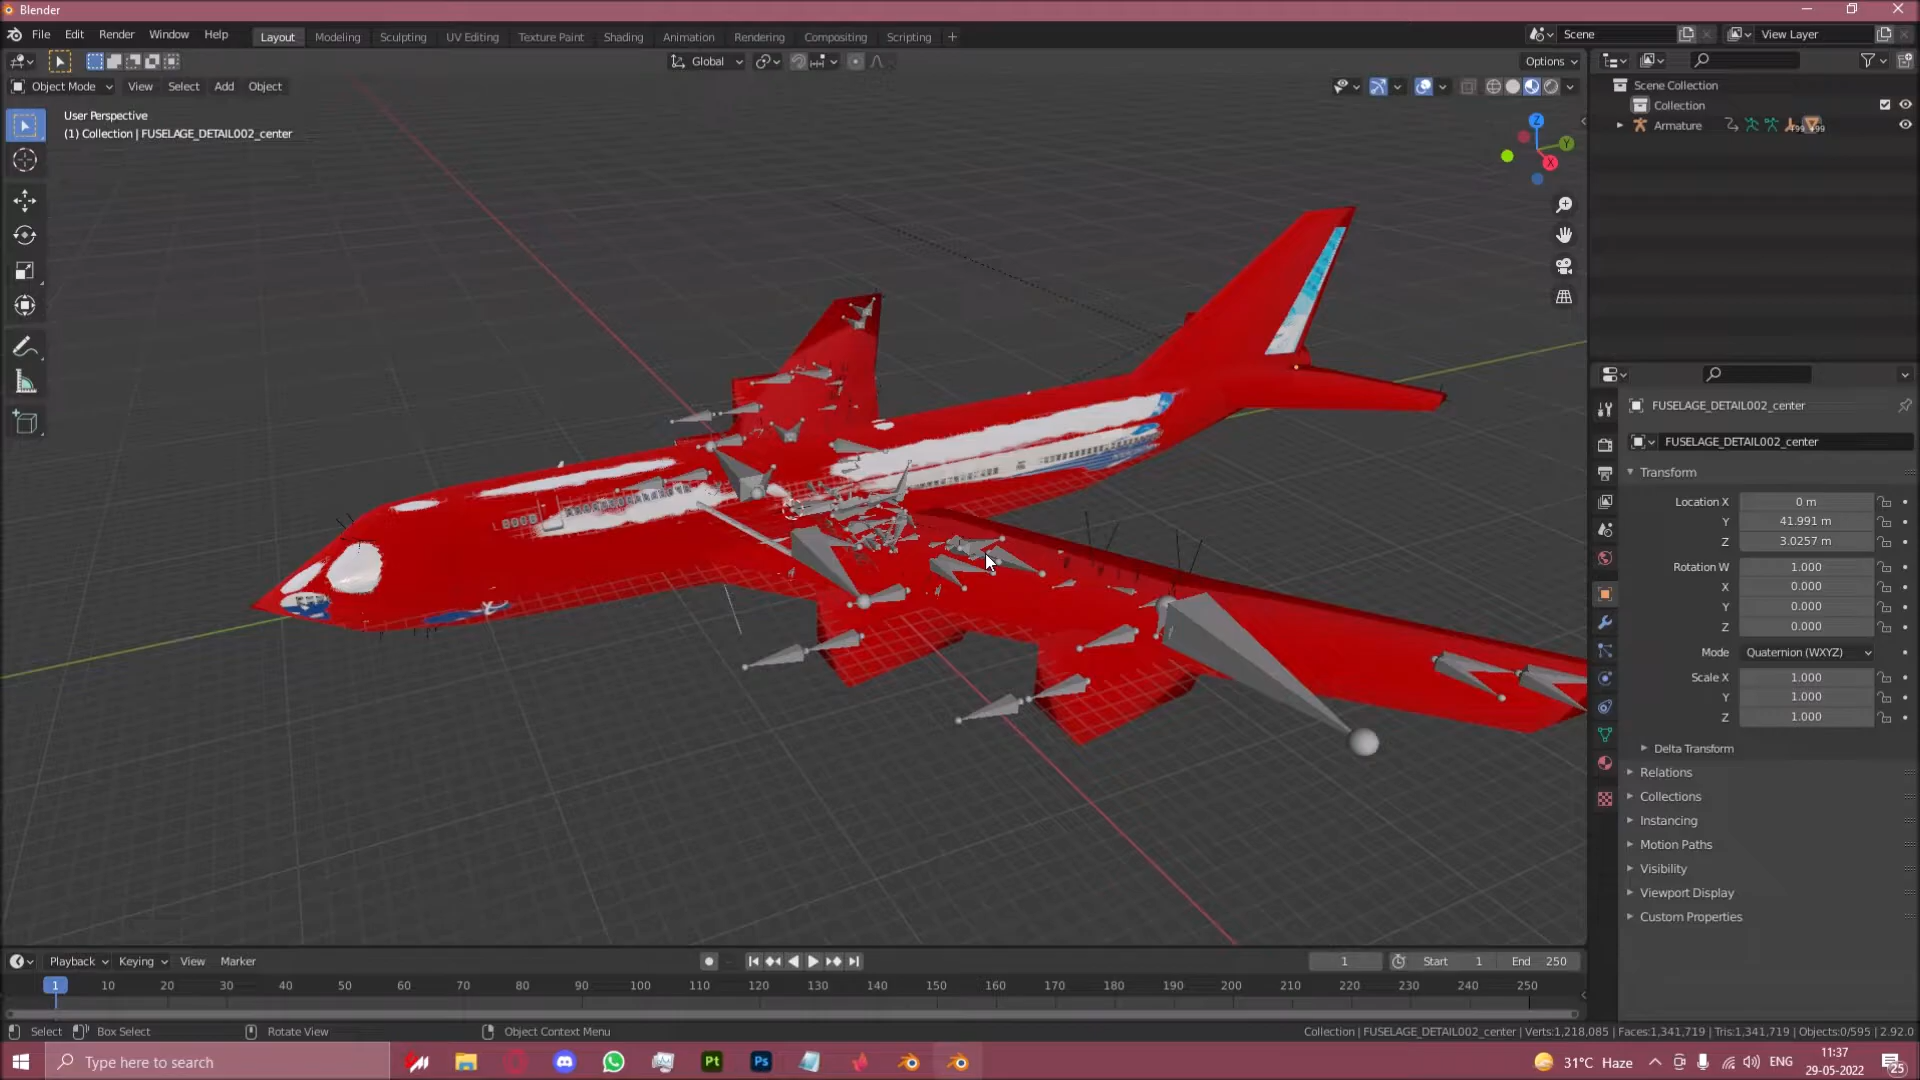 Blender
File Edit Render Window Help
Layout Modeling Sculpting UV Editing Texture Paint Shading Animation Rendering Compositing Scripting +
Scene
View Layer
Global
Options
Object Mode View Select Add Object
User Perspective
(1) Collection | FUSELAGE_DETAIL002_center
Z
Y
X
Scene Collection
Collection
Armature
FUSELAGE_DETAIL002_center
FUSELAGE_DETAIL002_center
Transform
Location X 0 m
Y 41.991 m
Z 3.0257 m
Rotation W 1.000
X 0.000
Y 0.000
Z 0.000
Mode Quaternion (WXYZ)
Scale X 1.000
Y 1.000
Z 1.000
Delta Transform
Relations
Collections
Instancing
Motion Paths
Visibility
Viewport Display
Custom Properties
Playback Keying View Marker
1 Start 1 End 250
1 10 20 30 40 50 60 70 80 90 100 110 120 130 140 150 160 170 180 190 200 210 220 230 240 250
Select Box Select Rotate View Object Context Menu
Collection | FUSELAGE_DETAIL002_center | Verts:1,218,085 | Faces:1,341,719 | Tris:1,341,719 | Objects:0/595 | 2.92.0
Type here to search
Pt
Ps
31°C Haze
ENG
11:37
29-05-2022
25